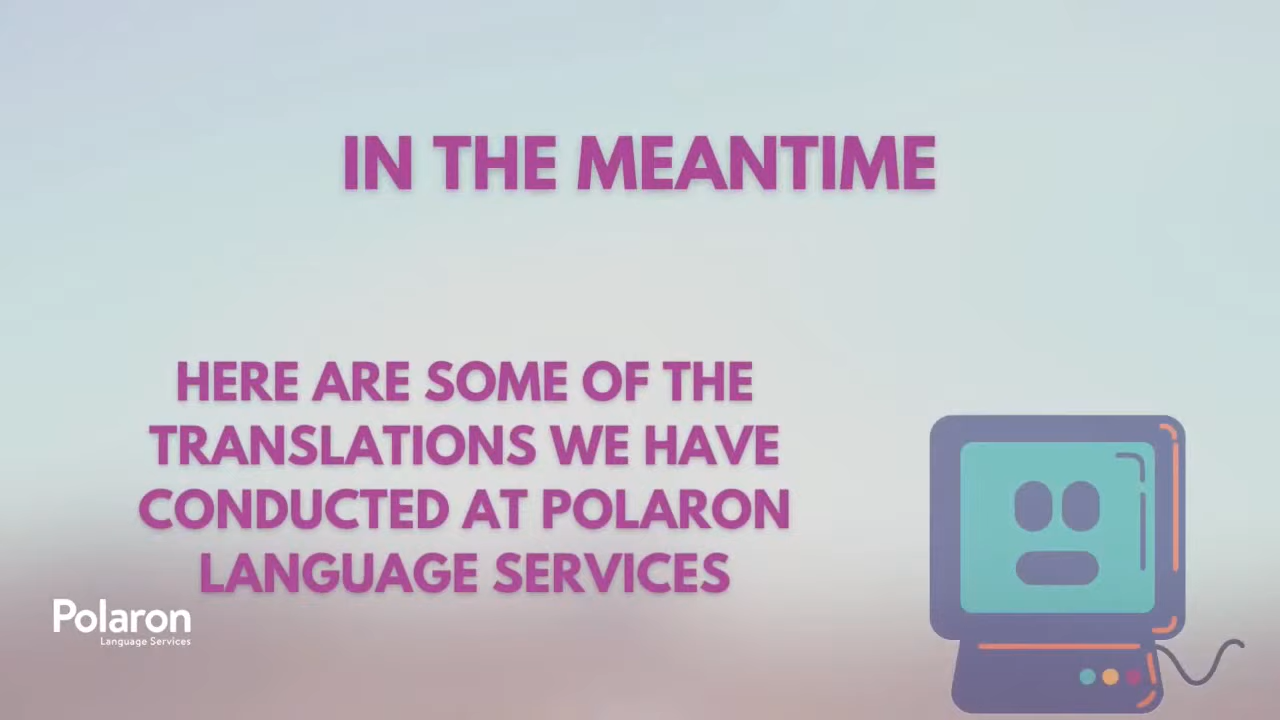 IN THE MEANTIME
HERE ARE SOME OF THE
TRANSLATIONS WE HAVE
CONDUCTED AT POLARON
LANGUAGE SERVICES
Polaron
Language Services